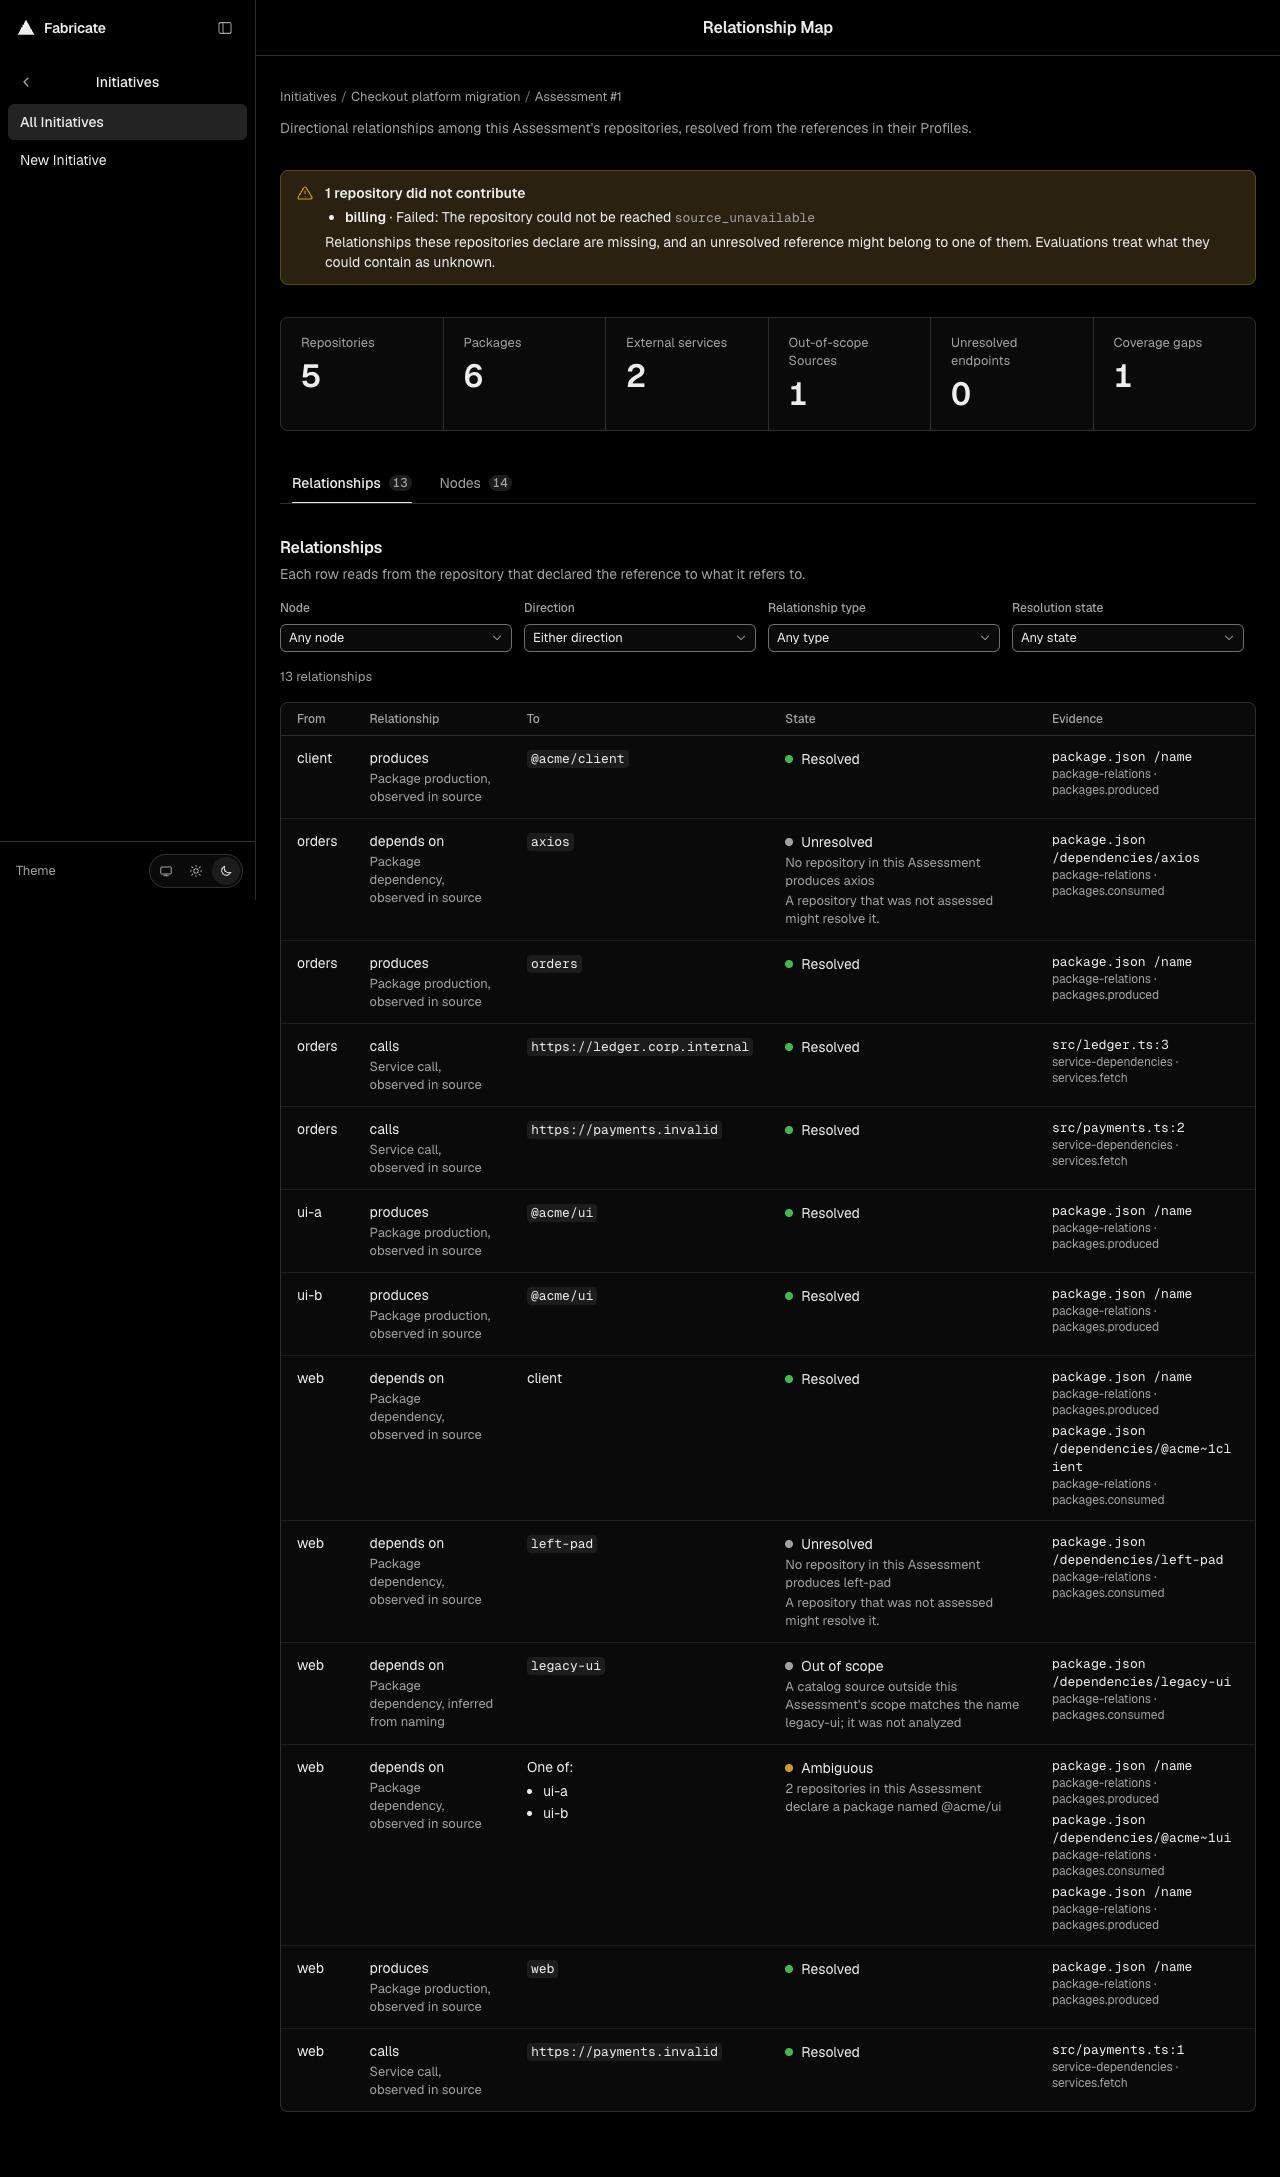 Fabricate
Relationship Map
Initiatives
All Initiatives
New Initiative
Theme
Initiatives / Checkout platform migration / Assessment #1
Directional relationships among this Assessment's repositories, resolved from the references in their Profiles.
1 repository did not contribute
• billing · Failed: The repository could not be reached source_unavailable
Relationships these repositories declare are missing, and an unresolved reference might belong to one of them. Evaluations treat what they
could contain as unknown.
Repositories
5
Packages
6
External services
2
Out-of-scope
Sources
1
Unresolved
endpoints
0
Coverage gaps
1
Relationships 13 Nodes 14
Relationships
Each row reads from the repository that declared the reference to what it refers to.
Node Direction Relationship type Resolution state
Any node Either direction Any type Any state
13 relationships
From Relationship To State Evidence
client produces @acme/client Resolved package.json /name
Package production, package-relations ·
observed in source packages.produced
orders depends on axios Unresolved package.json
Package No repository in this Assessment /dependencies/axios
dependency, produces axios package-relations ·
observed in source A repository that was not assessed packages.consumed
might resolve it.
orders produces orders Resolved package.json /name
Package production, package-relations ·
observed in source packages.produced
orders calls https://ledger.corp.internal Resolved src/ledger.ts:3
Service call, service-dependencies ·
observed in source services.fetch
orders calls https://payments.invalid Resolved src/payments.ts:2
Service call, service-dependencies ·
observed in source services.fetch
ui-a produces @acme/ui Resolved package.json /name
Package production, package-relations ·
observed in source packages.produced
ui-b produces @acme/ui Resolved package.json /name
Package production, package-relations ·
observed in source packages.produced
web depends on client Resolved package.json /name
Package package-relations ·
dependency, packages.produced
observed in source package.json
/dependencies/@acme~1cl
ient
package-relations ·
packages.consumed
web depends on left-pad Unresolved package.json
Package No repository in this Assessment /dependencies/left-pad
dependency, produces left-pad package-relations ·
observed in source A repository that was not assessed packages.consumed
might resolve it.
web depends on legacy-ui Out of scope package.json
Package A catalog source outside this /dependencies/legacy-ui
dependency, inferred Assessment's scope matches the name package-relations ·
from naming legacy-ui; it was not analyzed packages.consumed
web depends on One of: Ambiguous package.json /name
Package • ui-a 2 repositories in this Assessment package-relations ·
dependency, • ui-b declare a package named @acme/ui packages.produced
observed in source package.json
/dependencies/@acme~1ui
package-relations ·
packages.consumed
package.json /name
package-relations ·
packages.produced
web produces web Resolved package.json /name
Package production, package-relations ·
observed in source packages.produced
web calls https://payments.invalid Resolved src/payments.ts:1
Service call, service-dependencies ·
observed in source services.fetch